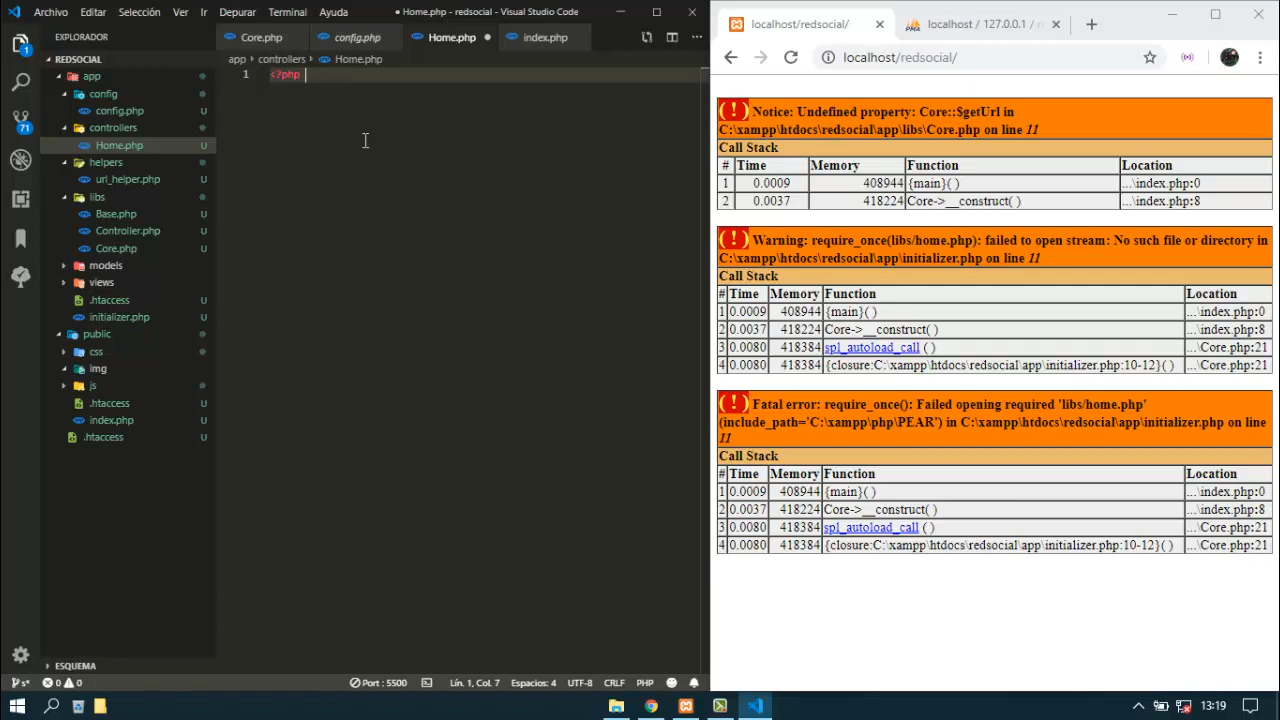 Archivo Editar Selección Ver Ir Depurar Terminal Ayuda
Home.php - redsocial - Visual Studio Code
EXPLORADOR
REDSOCIAL
app
config
config.php U
controllers
Home.php U
helpers
url_helper.php U
libs
Base.php U
Controller.php U
Core.php U
models
views
.htaccess U
initializer.php U
public
css
img
js
.htaccess U
index.php U
.htaccess U
ESQUEMA
1
71
Core.php config.php Home.php index.php
app > controllers > Home.php
1 <?php
s* 0 0 Port : 5500 Lín. 1, Col. 7 Espacios: 4 UTF-8 CRLF PHP
localhost/redsocial/
PMA localhost / 127.0.0.1 / r
localhost/redsocial/
( ! ) Notice: Undefined property: Core::$getUrl in
C:\xampp\htdocs\redsocial\app\libs\Core.php on line 11
Call Stack
# Time Memory Function Location
1 0.0009 408944 {main}( ) ...\index.php:0
2 0.0037 418224 Core->__construct( ) ...\index.php:8
( ! ) Warning: require_once(libs/home.php): failed to open stream: No such file or directory in
C:\xampp\htdocs\redsocial\app\initializer.php on line 11
Call Stack
# Time Memory Function Location
1 0.0009 408944 {main}( ) ...\index.php:0
2 0.0037 418224 Core->__construct( ) ...\index.php:8
3 0.0080 418384 spl_autoload_call ( ) ...\Core.php:21
4 0.0080 418384 {closure:C:\xampp\htdocs\redsocial\app\initializer.php:10-12}( ) ...\Core.php:21
( ! ) Fatal error: require_once(): Failed opening required 'libs/home.php'
(include_path='C:\xampp\php\PEAR') in C:\xampp\htdocs\redsocial\app\initializer.php on line
11
Call Stack
# Time Memory Function Location
1 0.0009 408944 {main}( ) ...\index.php:0
2 0.0037 418224 Core->__construct( ) ...\index.php:8
3 0.0080 418384 spl_autoload_call ( ) ...\Core.php:21
4 0.0080 418384 {closure:C:\xampp\htdocs\redsocial\app\initializer.php:10-12}( ) ...\Core.php:21
13:19